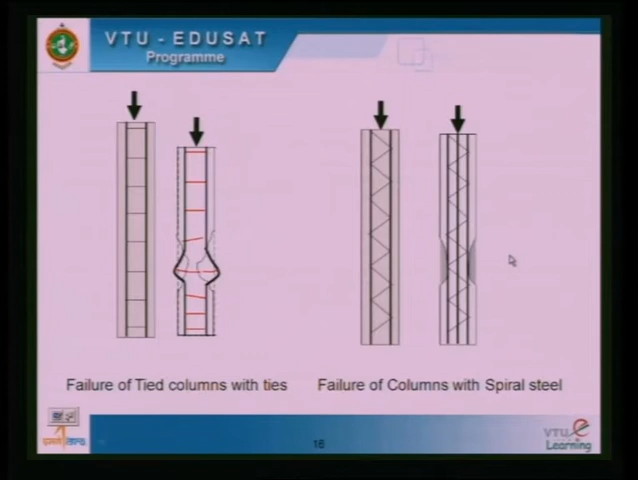 VTU - EDUSAT
Programme
Failure of Tied columns with ties
Failure of Columns with Spiral steel
16
VTU
Learning